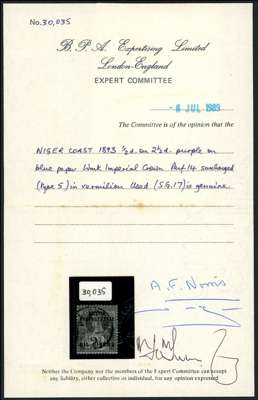 No. 30,035
B.P.A. Expertising Limited
London-England
EXPERT COMMITTEE
- 8 JUL 1989
The Committee is of the opinion that the
NIGER COAST 1893 ½d. on 2½d. purple on
blue paper Wmk Imperial Crown Perf. 14 surcharged
(type 5) in vermilion Used (S.G. 17) is genuine.
30,035
A. F. Norris
Neither the Company nor the members of the Expert Committee can accept
any liability, either collective or individual, for any opinion expressed